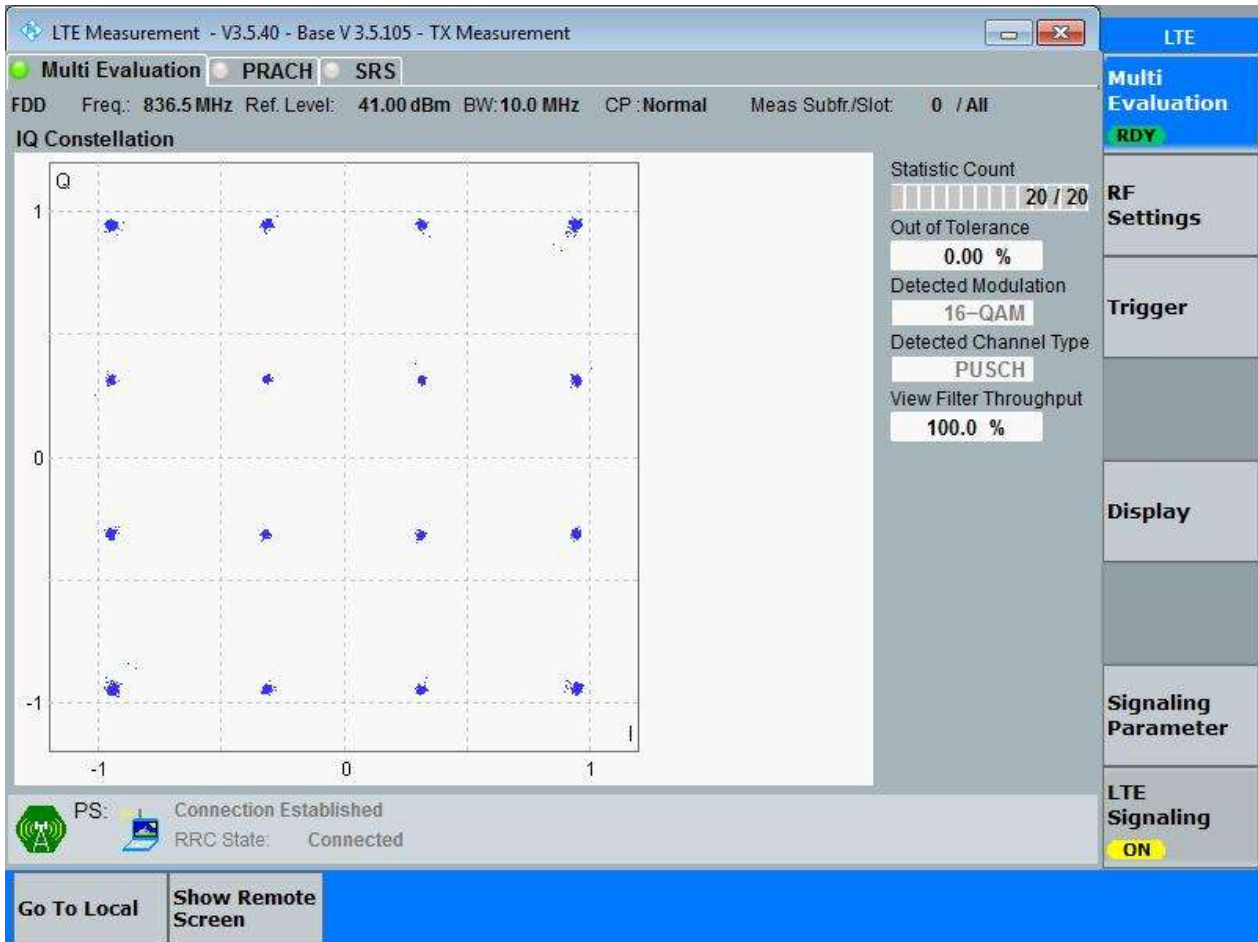 LTE Measurement - V3.5.40 - Base V 3.5.105 - TX Measurement
LTE
Multi Evaluation PRACH SRS
FDD Freq.: 836.5 MHz Ref. Level: 41.00 dBm BW: 10.0 MHz CP : Normal Meas Subfr./Slot: 0 / All
IQ Constellation
Q
1
0
-1
-1 0 1
I
Statistic Count
20 / 20
Out of Tolerance
0.00 %
Detected Modulation
16-QAM
Detected Channel Type
PUSCH
View Filter Throughput
100.0 %
PS: Connection Established
RRC State: Connected
Multi
Evaluation
RDY
RF
Settings
Trigger
Display
Signaling
Parameter
LTE
Signaling
ON
Go To Local
Show Remote
Screen